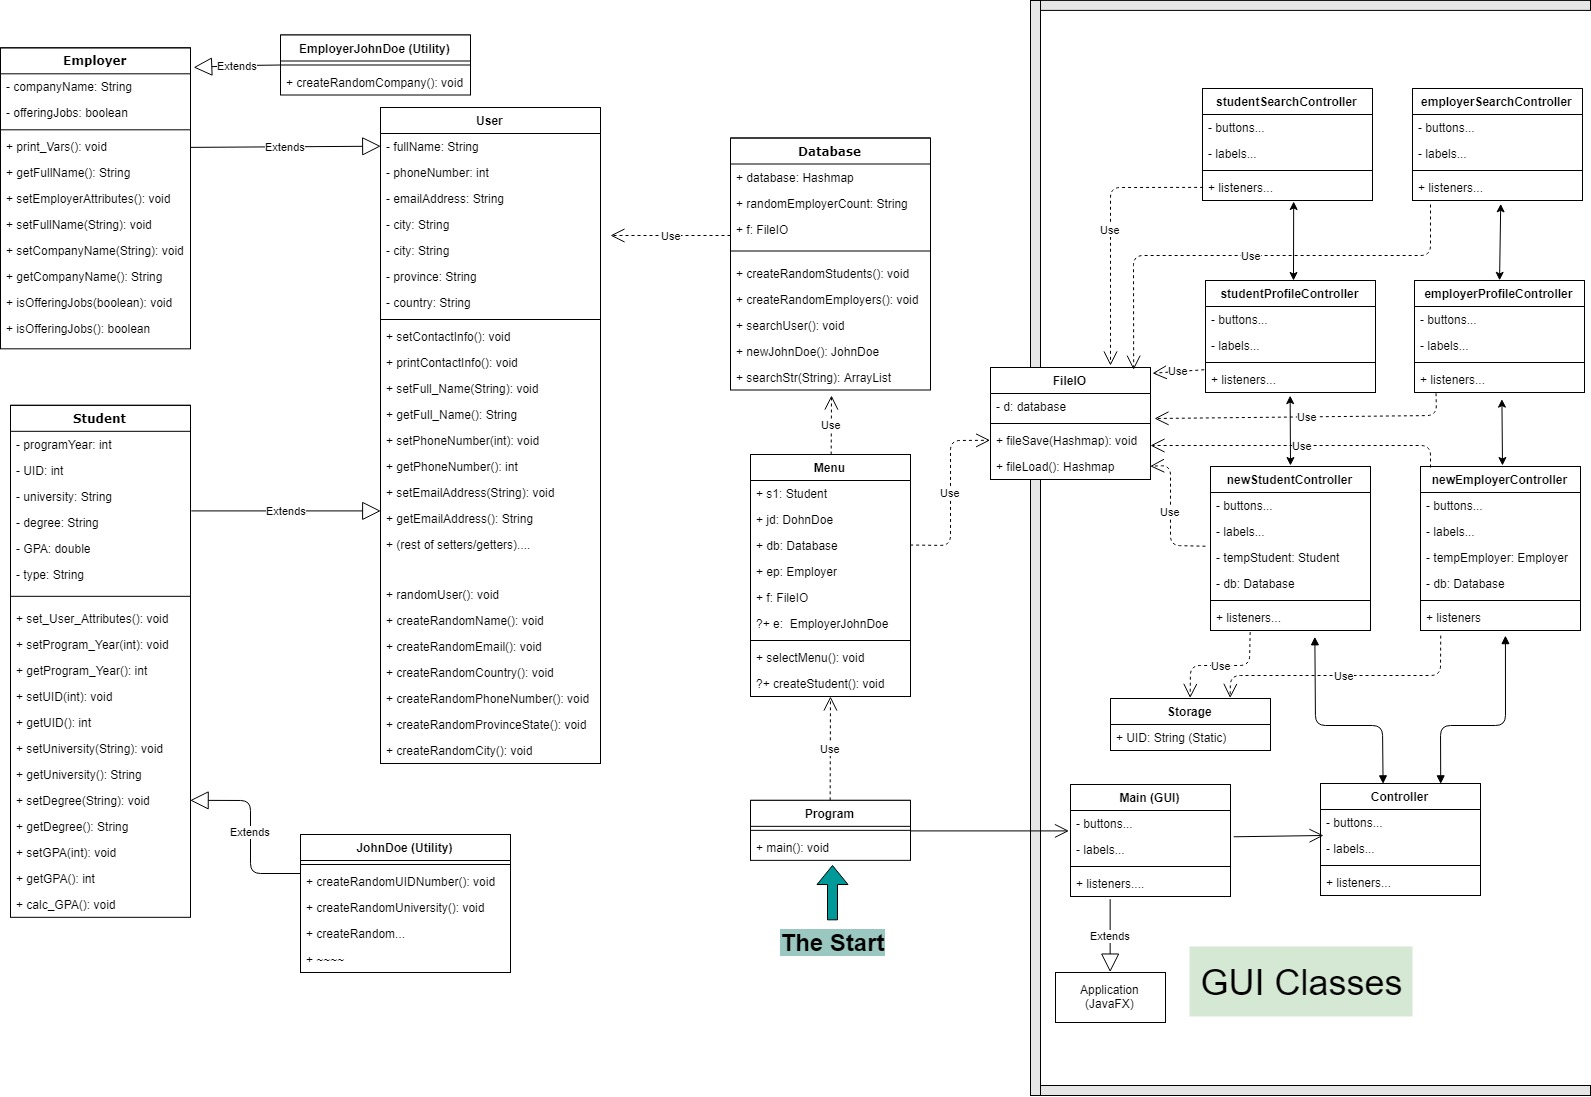 Employer
- companyName: String
- offeringJobs: boolean
+ print_Vars(): void
+ getFullName(): String
+ setEmployerAttributes(): void
+ setFullName(String): void
+ setCompanyName(String): void
+ getCompanyName(): String
+ isOfferingJobs(boolean): void
+ isOfferingJobs(): boolean
Extends
EmployerJohnDoe (Utility)
+ createRandomCompany(): void
Extends
User
- fullName: String
- phoneNumber: int
- emailAddress: String
- city: String
- city: String
- province: String
- country: String
+ setContactInfo(): void
+ printContactInfo(): void
+ setFull_Name(String): void
+ getFull_Name(): String
+ setPhoneNumber(int): void
+ getPhoneNumber(): int
+ setEmailAddress(String): void
+ getEmailAddress(): String
+ (rest of setters/getters)....
+ randomUser(): void
+ createRandomName(): void
+ createRandomEmail(): void
+ createRandomCountry(): void
+ createRandomPhoneNumber(): void
+ createRandomProvinceState(): void
+ createRandomCity(): void
Student
- programYear: int
- UID: int
- university: String
- degree: String
- GPA: double
- type: String
+ set_User_Attributes(): void
+ setProgram_Year(int): void
+ getProgram_Year(): int
+ setUID(int): void
+ getUID(): int
+ setUniversity(String): void
+ getUniversity(): String
+ setDegree(String): void
+ getDegree(): String
+ setGPA(int): void
+ getGPA(): int
+ calc_GPA(): void
Extends
Extends
JohnDoe (Utility)
+ createRandomUIDNumber(): void
+ createRandomUniversity(): void
+ createRandom...
+ ~~~~
Use
Database
+ database: Hashmap
+ randomEmployerCount: String
+ f: FileIO
+ createRandomStudents(): void
+ createRandomEmployers(): void
+ searchUser(): void
+ newJohnDoe(): JohnDoe
+ searchStr(String): ArrayList
Use
Menu
+ s1: Student
+ jd: DohnDoe
+ db: Database
+ ep: Employer
+ f: FileIO
?+ e: EmployerJohnDoe
+ selectMenu(): void
?+ createStudent(): void
Use
Use
Program
+ main(): void
The Start
FileIO
- d: database
+ fileSave(Hashmap): void
+ fileLoad(): Hashmap
Use
Use
Use
Use
Use
Use
studentSearchController
- buttons...
- labels...
+ listeners...
employerSearchController
- buttons...
- labels...
+ listeners...
studentProfileController
- buttons...
- labels...
+ listeners...
employerProfileController
- buttons...
- labels...
+ listeners...
newStudentController
- buttons...
- labels...
- tempStudent: Student
- db: Database
+ listeners...
newEmployerController
- buttons...
- labels...
- tempEmployer: Employer
- db: Database
+ listeners
Use
Use
Storage
+ UID: String (Static)
Main (GUI)
- buttons...
- labels...
+ listeners....
Controller
- buttons...
- labels...
+ listeners...
Extends
Application
(JavaFX)
GUI Classes